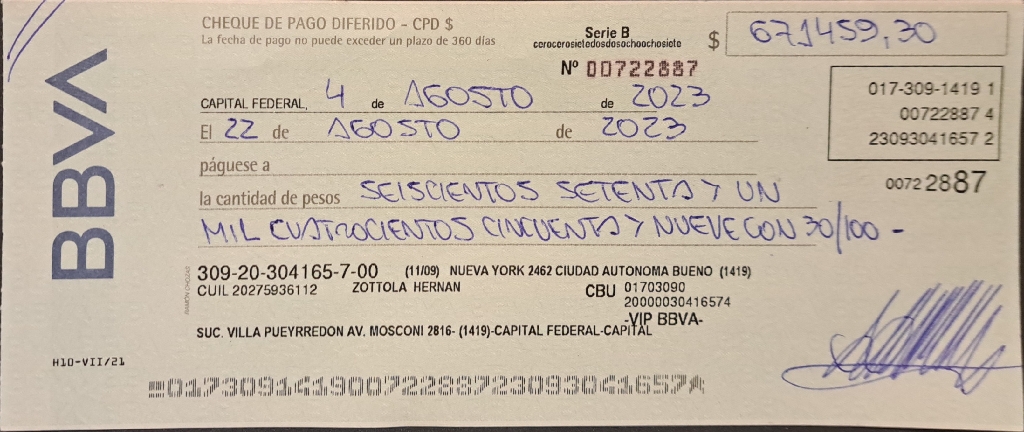 BBVA
CHEQUE DE PAGO DIFERIDO - CPD $
La fecha de pago no puede exceder un plazo de 360 días
Serie B
cerocerosietedosdosochoochosiete
Nº 00722887
$ 671459,30
CAPITAL FEDERAL, 4 de AGOSTO de 2023
El 22 de AGOSTO de 2023
páguese a
la cantidad de pesos SEISCIENTOS SETENTA Y UN
MIL CUATROCIENTOS CINCUENTA Y NUEVE CON 30/100 -
017-309-1419 1
00722887 4
23093041657 2
0072 2887
309-20-304165-7-00 (11/09) NUEVA YORK 2462 CIUDAD AUTONOMA BUENO (1419)
CUIL 20275936112 ZOTTOLA HERNAN CBU 01703090
20000030416574
-VIP BBVA-
SUC. VILLA PUEYRREDON AV. MOSCONI 2816- (1419)-CAPITAL FEDERAL-CAPITAL
H10-VII/21
01730914190072288723093041657